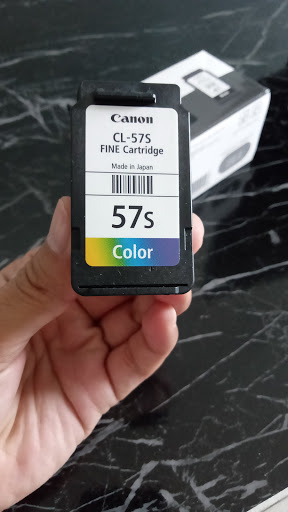 Canon
CL-57S
FINE Cartridge
Made in Japan
57s
Color